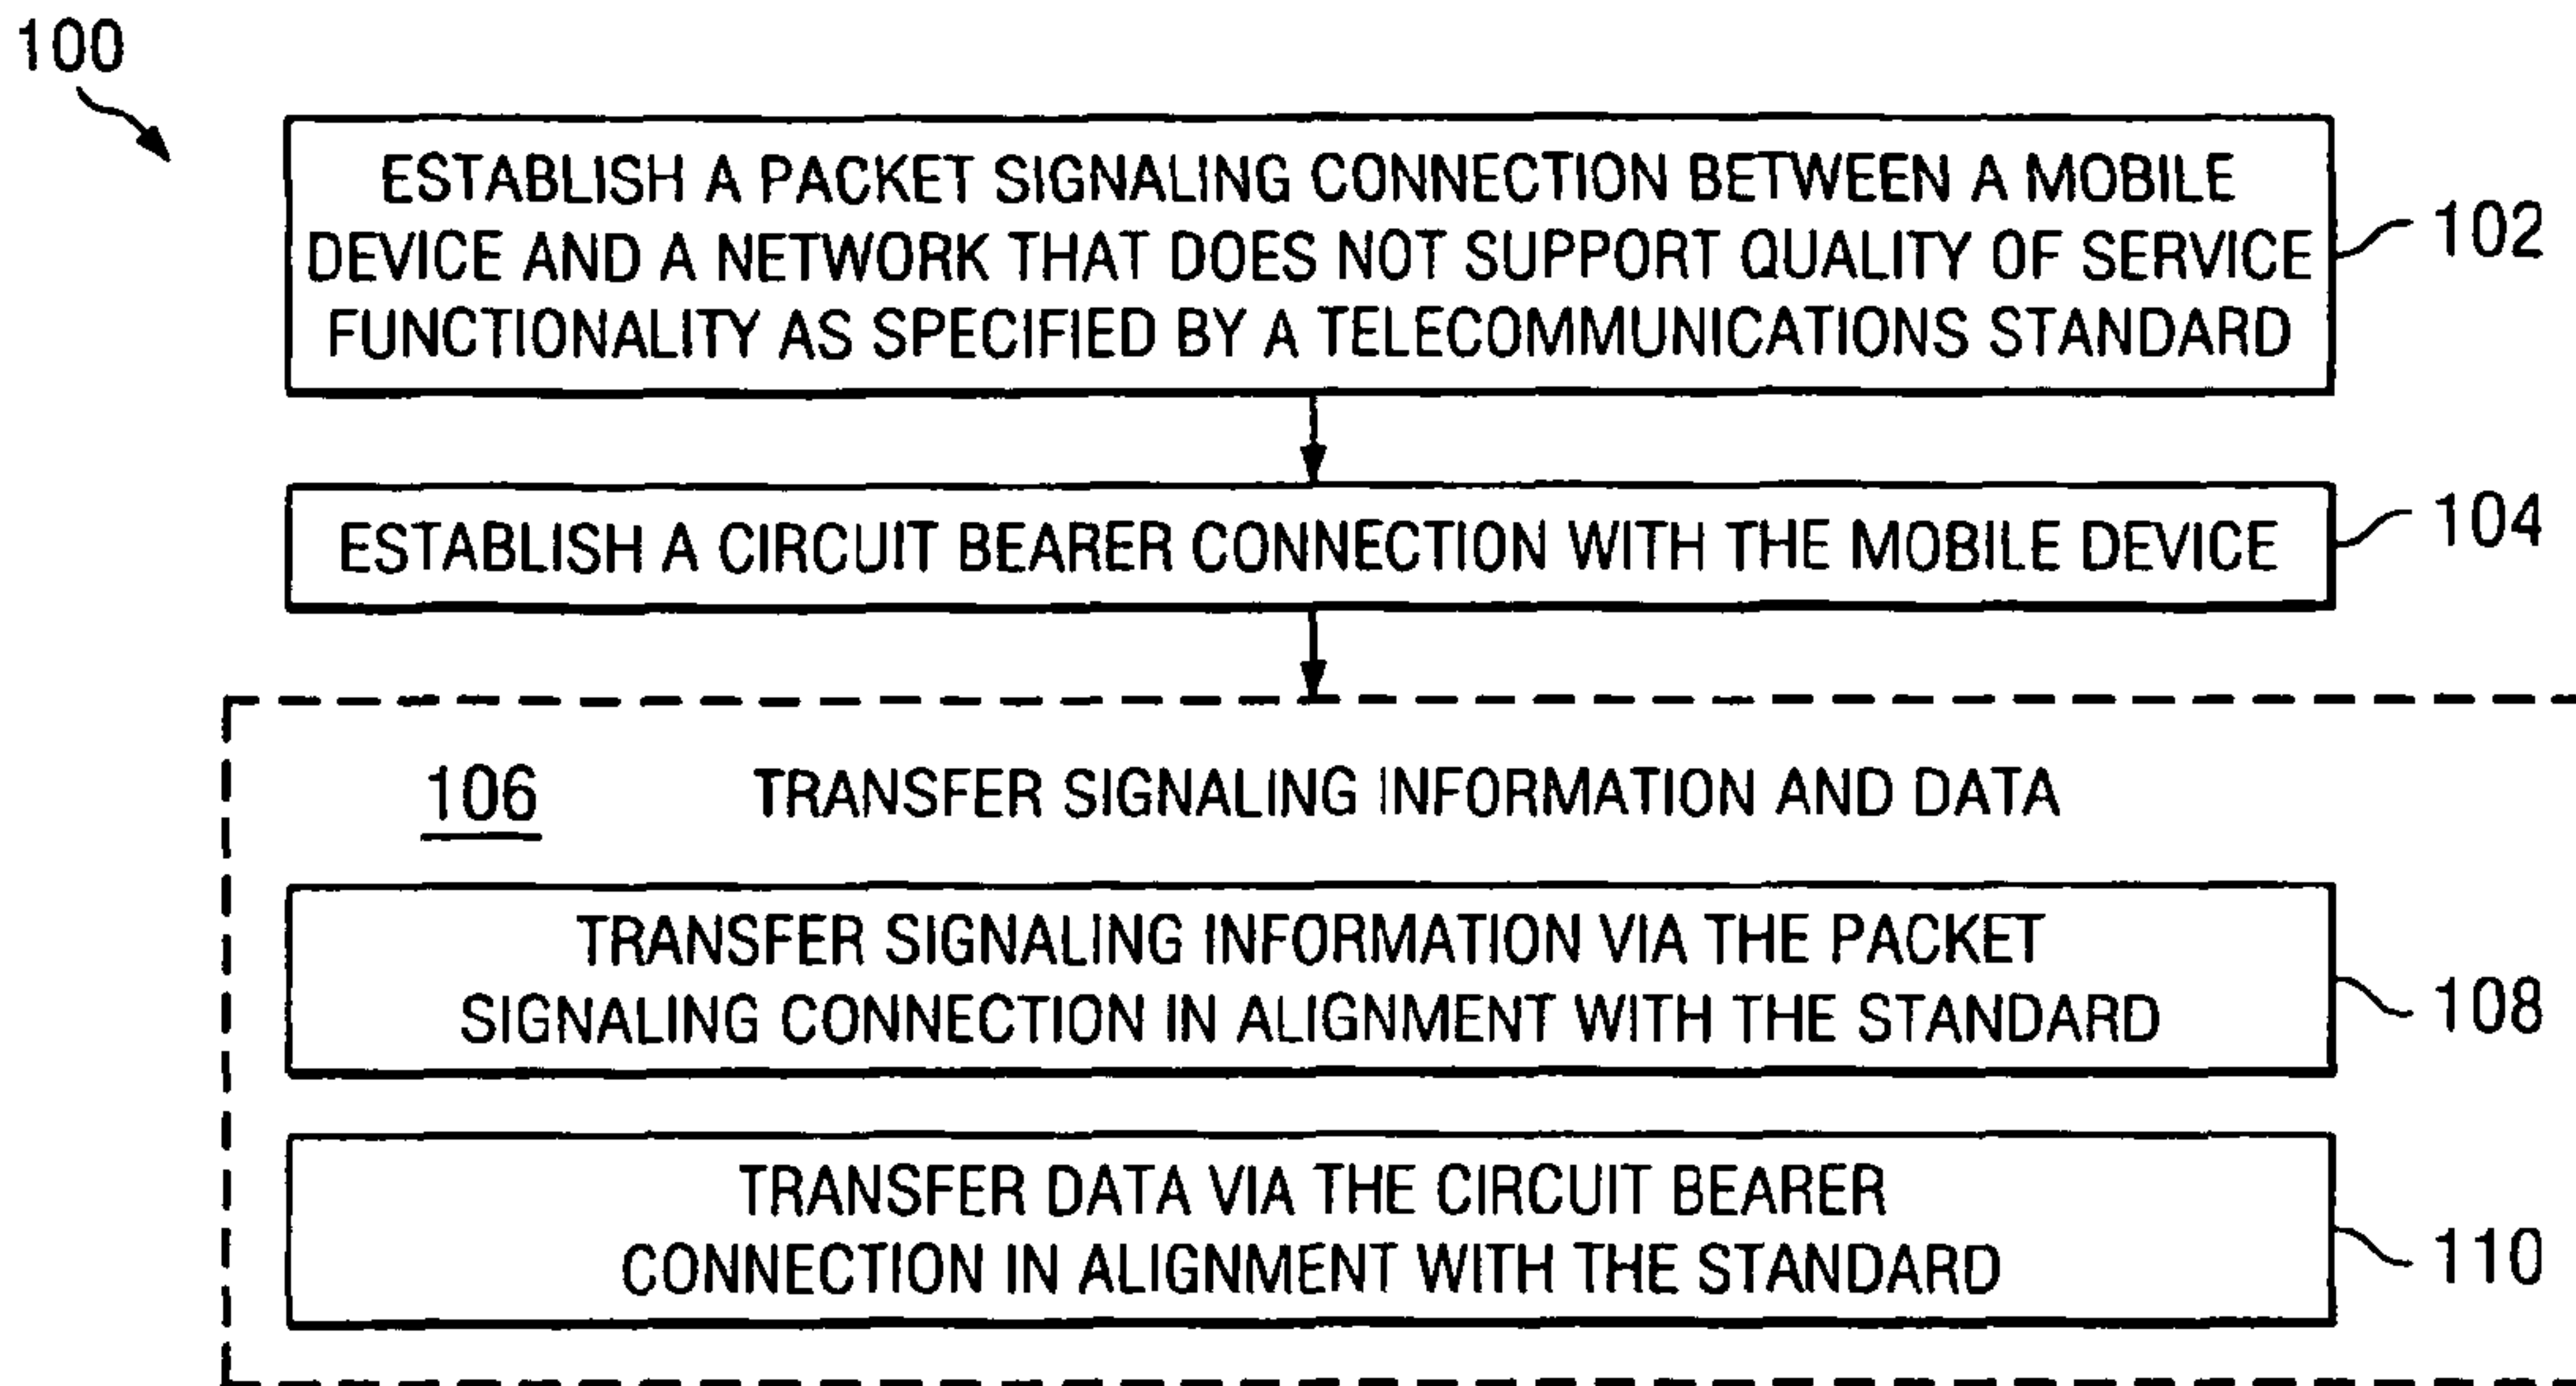 100
ESTABLISH A PACKET SIGNALING CONNECTION BETWEEN A MOBILE
DEVICE AND A NETWORK THAT DOES NOT SUPPORT QUALITY OF SERVICE
FUNCTIONALITY AS SPECIFIED BY A TELECOMMUNICATIONS STANDARD
102
ESTABLISH A CIRCUIT BEARER CONNECTION WITH THE MOBILE DEVICE
104
106 TRANSFER SIGNALING INFORMATION AND DATA
TRANSFER SIGNALING INFORMATION VIA THE PACKET
SIGNALING CONNECTION IN ALIGNMENT WITH THE STANDARD
108
TRANSFER DATA VIA THE CIRCUIT BEARER
CONNECTION IN ALIGNMENT WITH THE STANDARD
110